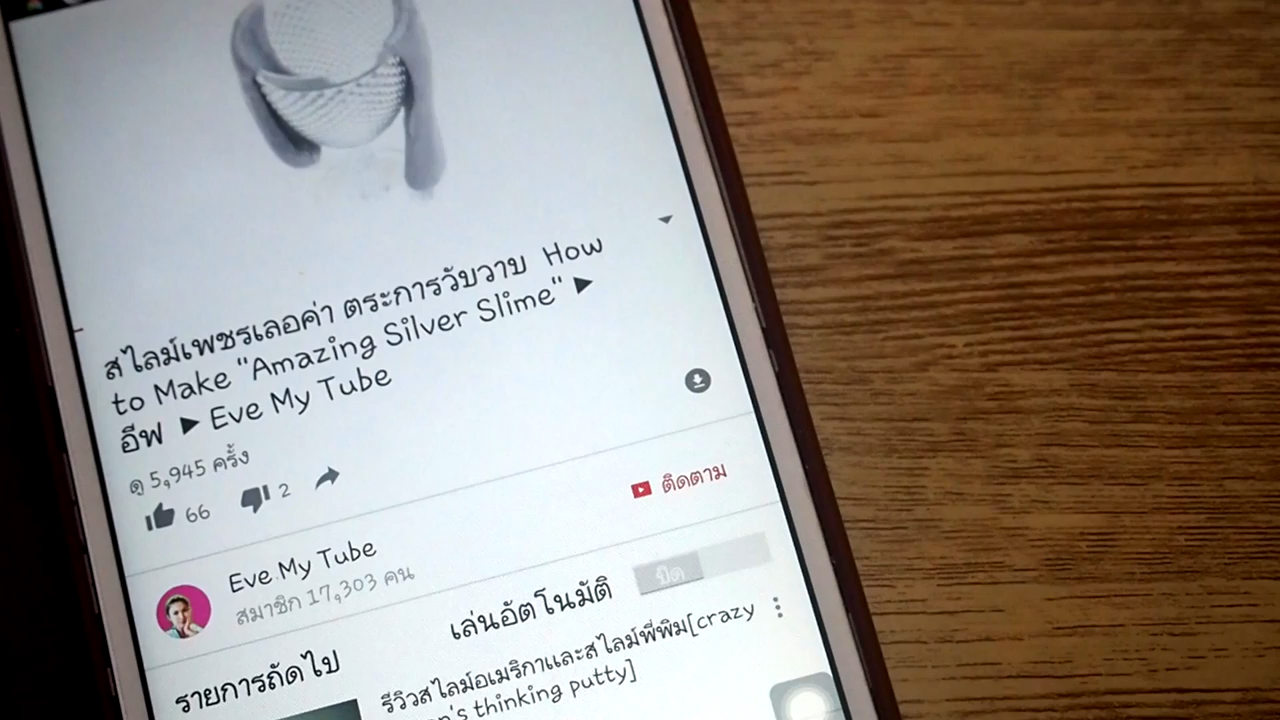 สไลม์เพชรเลอค่า ตระการวับวาบ How
to Make "Amazing Silver Slime" ►
อีฟ ► Eve My Tube
ดู 5,945 ครั้ง
66 2
ติดตาม
Eve My Tube
สมาชิก 17,303 คน
เล่นอัตโนมัติ ปิด
รายการถัดไป
รีวิวสไลม์อเมริกาและสไลม์พี่พิม[crazy
thinking putty]